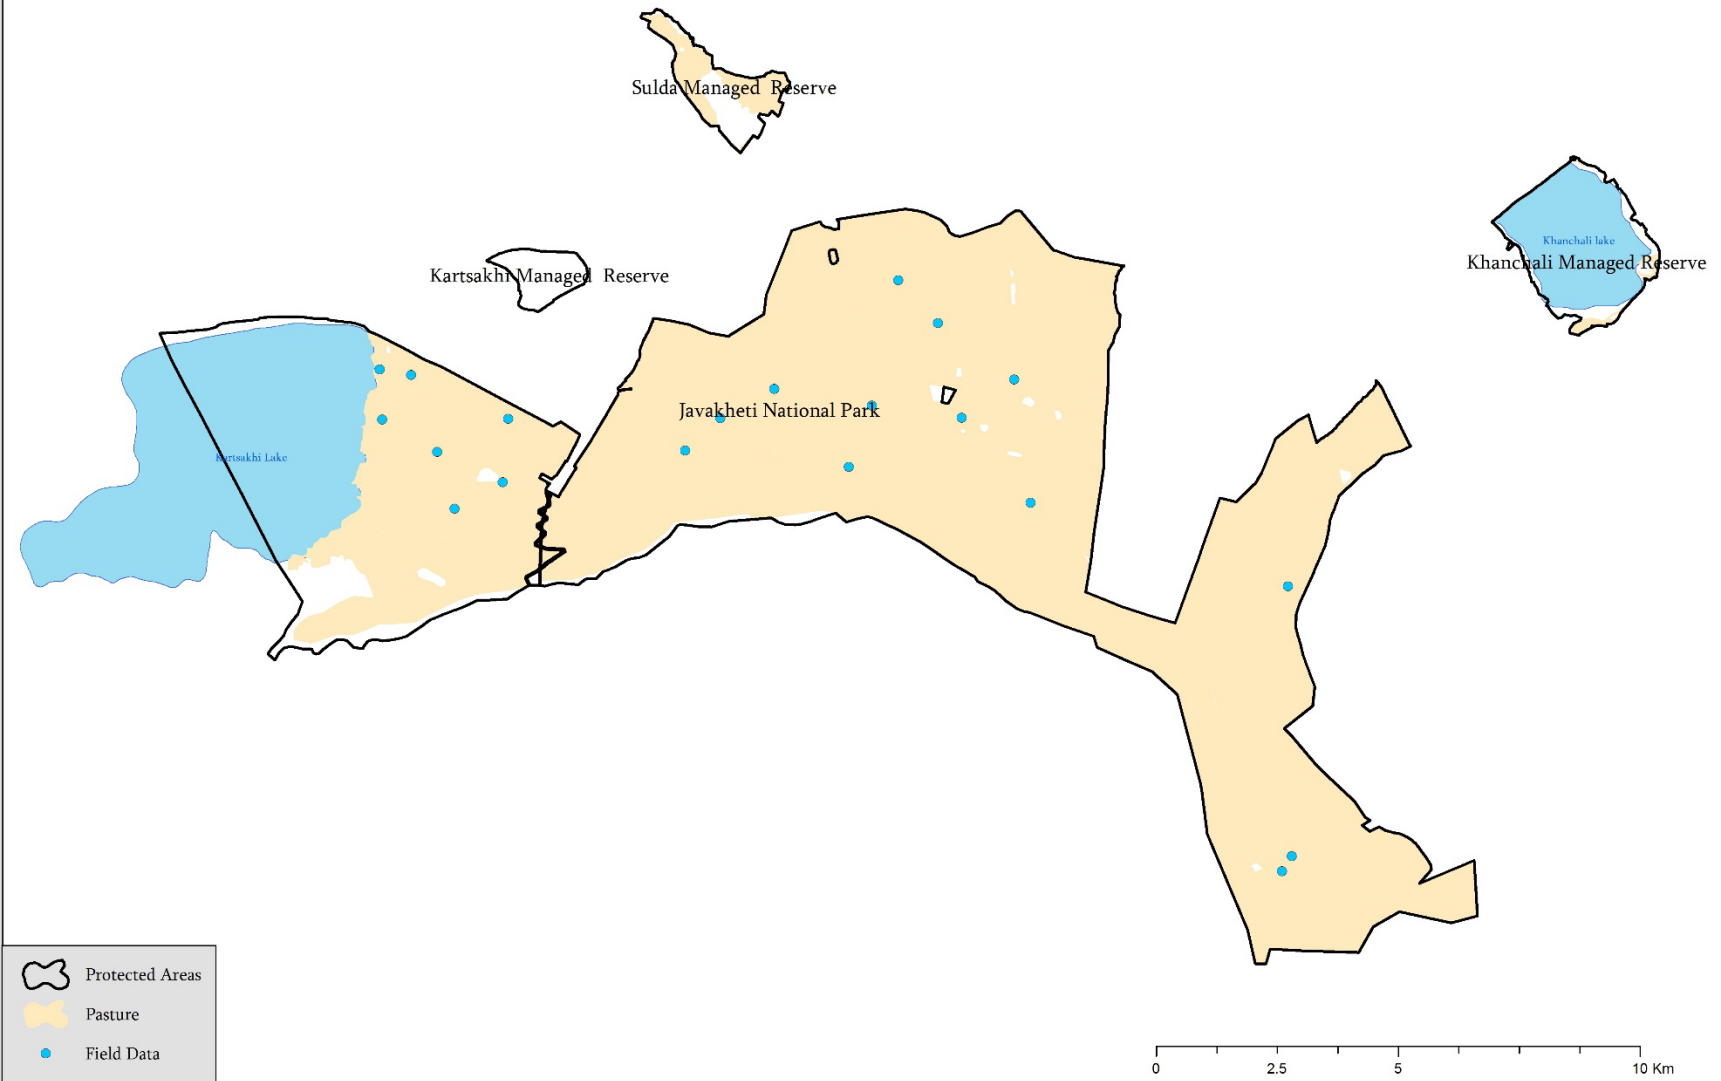 Sulda Managed Reserve
Khanchali lake
Khanchali Managed Reserve
Kartsakhi Managed Reserve
Javakheti National Park
Kartsakhi Lake
Protected Areas
Pasture
Field Data
0 2.5 5 10 Km